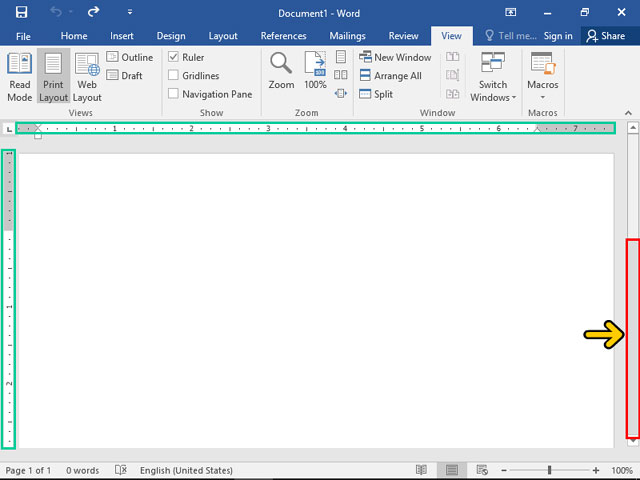 Document1 - Word
File Home Insert Design Layout References Mailings Review View Tell me... Sign in Share
Read Mode
Print Layout
Web Layout
Outline
Draft
Views
Ruler
Gridlines
Navigation Pane
Show
Zoom
100%
Zoom
New Window
Arrange All
Split
Switch Windows
Window
Macros
Macros
1 2 3 4 5 6 7
1
1
2
Page 1 of 1 0 words English (United States) 100%